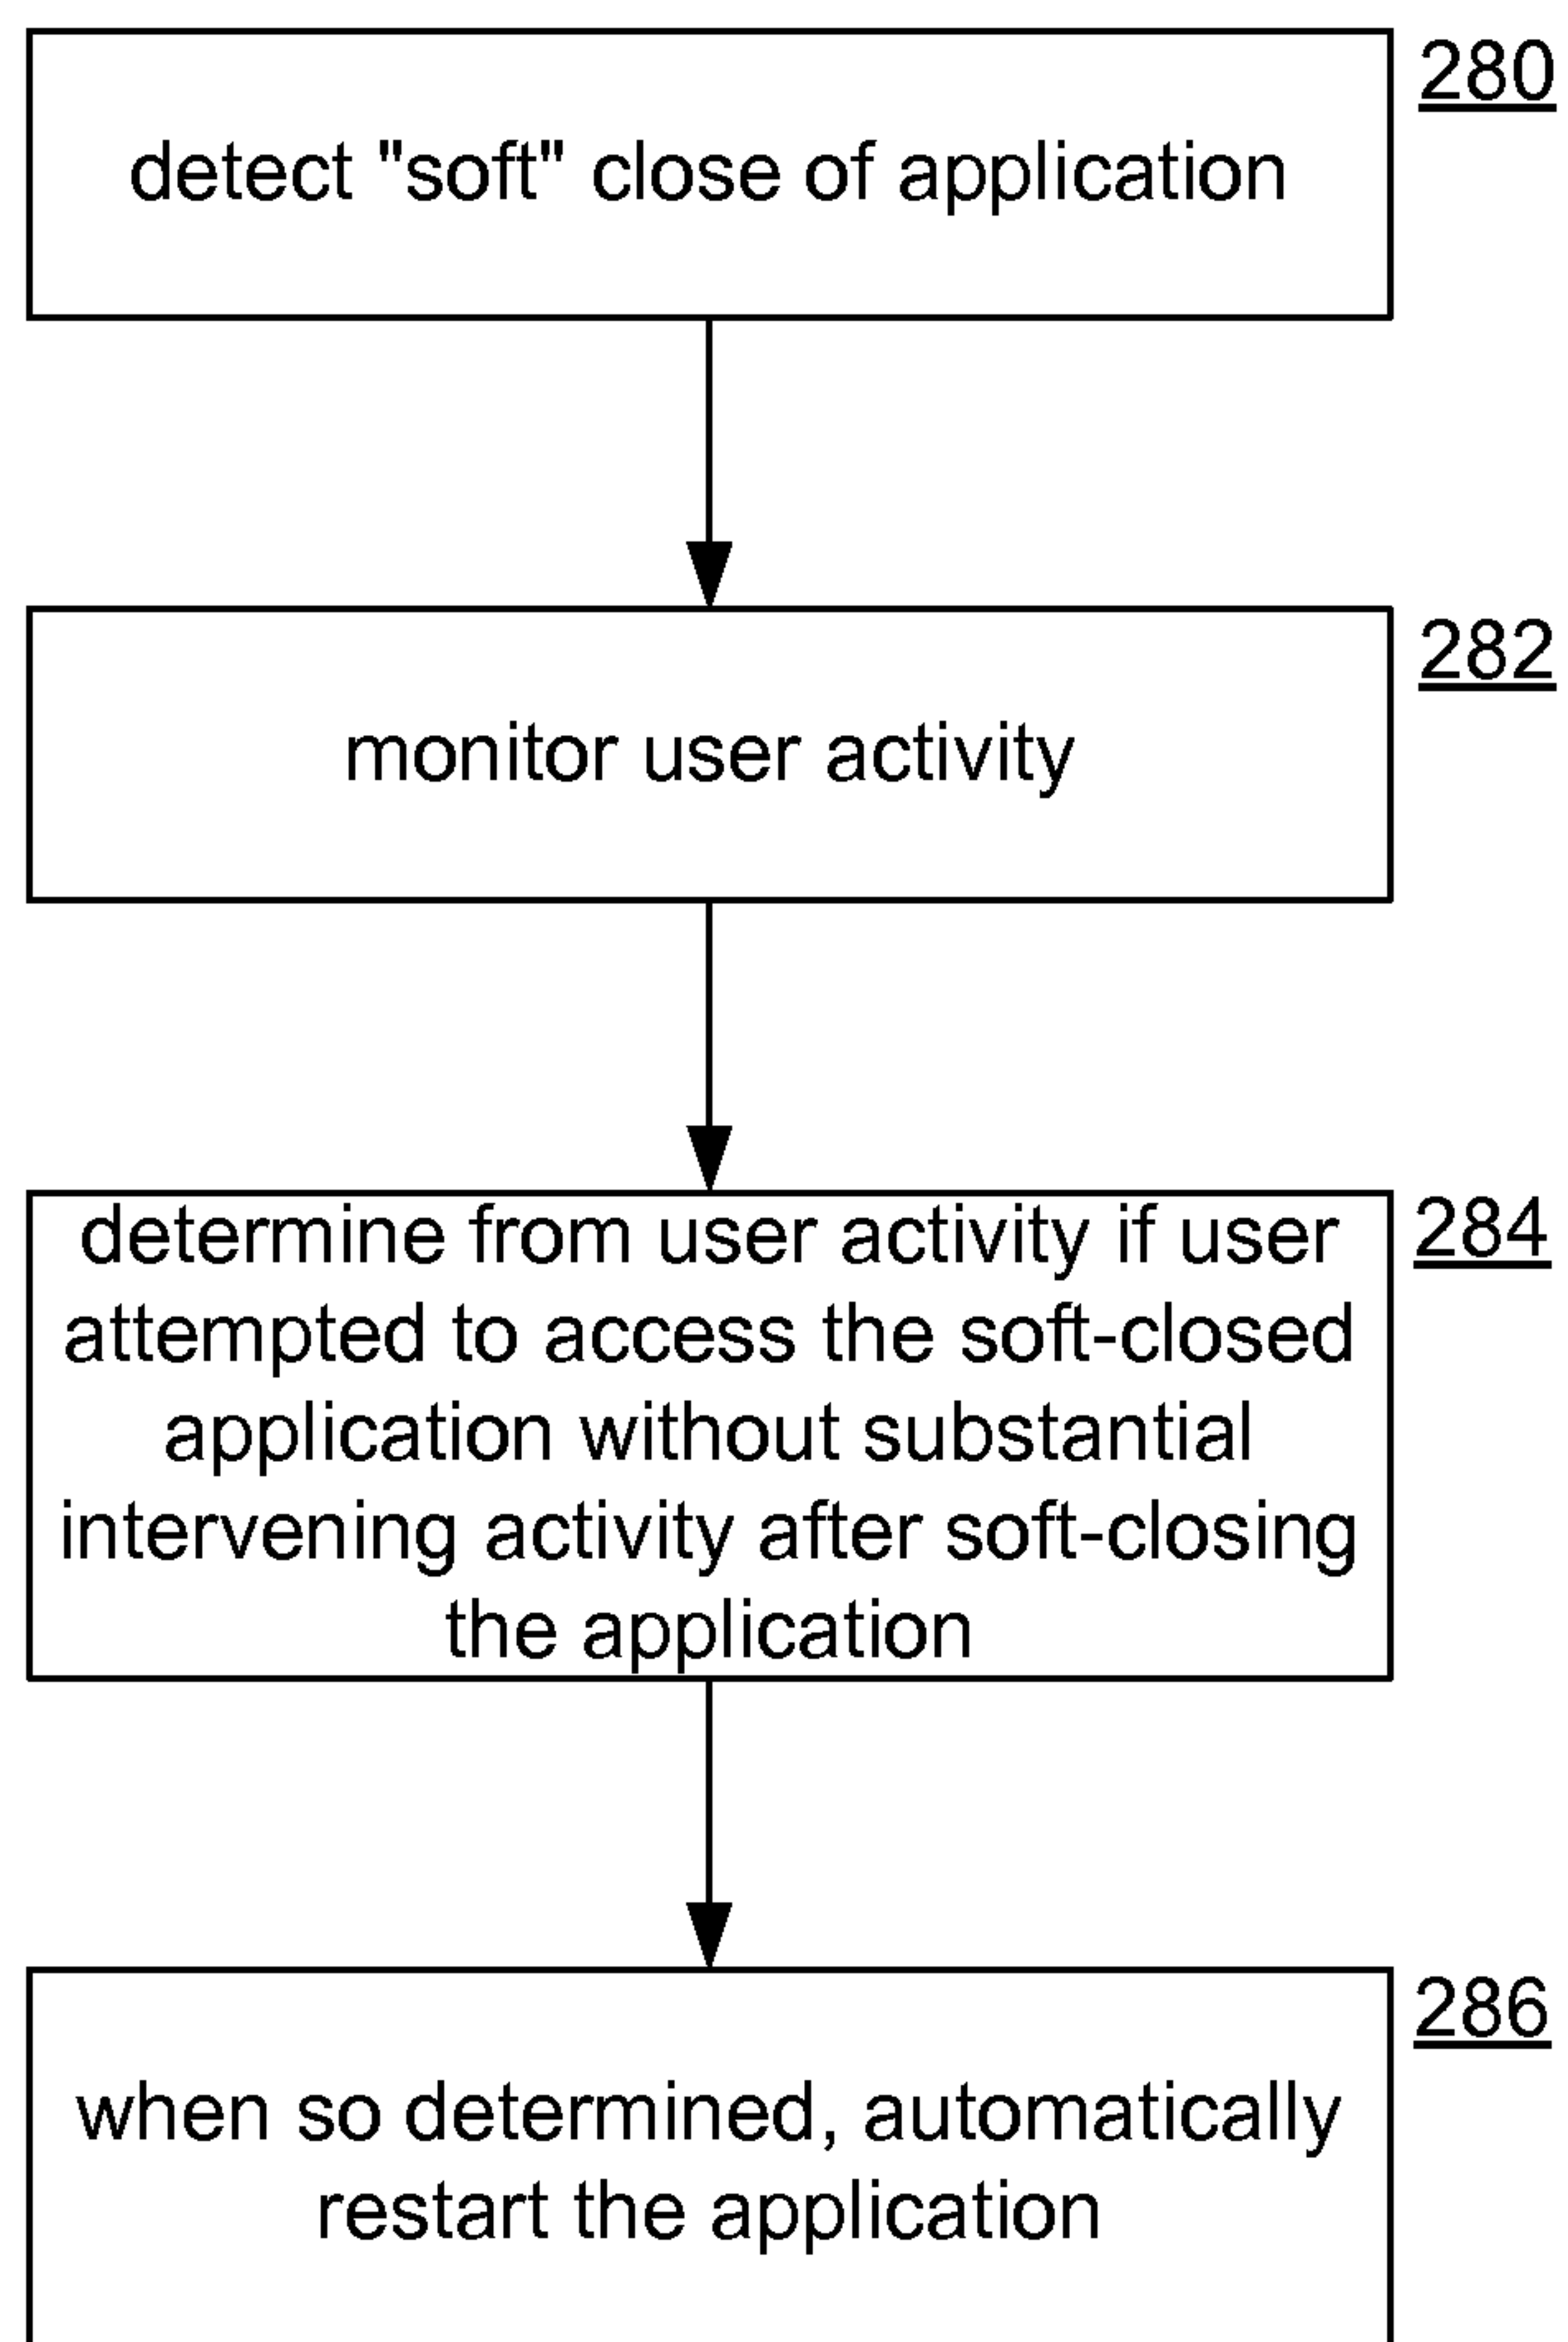 280
detect "soft" close of application
282
monitor user activity
284
determine from user activity if user
attempted to access the soft-closed
application without substantial
intervening activity after soft-closing
the application
286
when so determined, automatically
restart the application